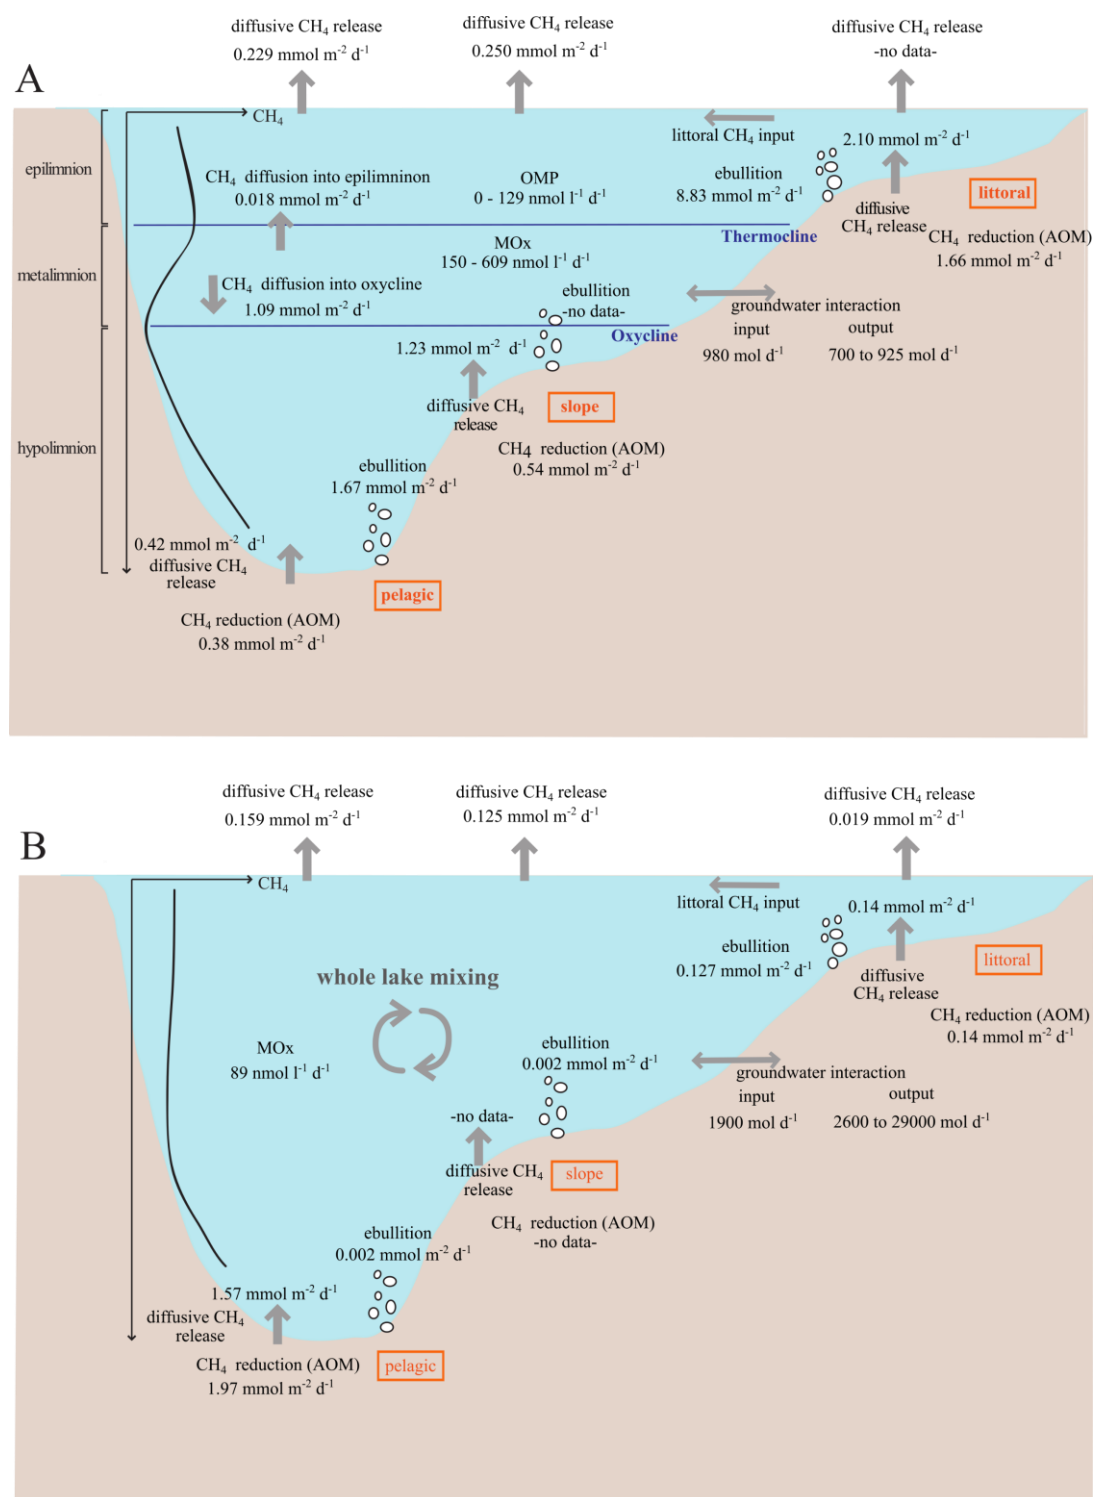 A
diffusive CH₄ release
0.229 mmol m⁻² d⁻¹
diffusive CH₄ release
0.250 mmol m⁻² d⁻¹
diffusive CH₄ release
-no data-
CH₄
littoral CH₄ input
2.10 mmol m⁻² d⁻¹
epilimnion
CH₄ diffusion into epilimninon
0.018 mmol m⁻² d⁻¹
OMP
0 - 129 nmol l⁻¹ d⁻¹
ebullition
8.83 mmol m⁻² d⁻¹
littoral
diffusive
CH₄ release
Thermocline
CH₄ reduction (AOM)
1.66 mmol m⁻² d⁻¹
metalimnion
MOx
150 - 609 nmol l⁻¹ d⁻¹
CH₄ diffusion into oxycline
1.09 mmol m⁻² d⁻¹
ebullition
-no data-
groundwater interaction
input
980 mol d⁻¹
output
700 to 925 mol d⁻¹
Oxycline
hypolimnion
1.23 mmol m⁻² d⁻¹
diffusive CH₄
release
slope
CH4 reduction (AOM)
0.54 mmol m⁻² d⁻¹
ebullition
1.67 mmol m⁻² d⁻¹
0.42 mmol m⁻² d⁻¹
diffusive CH₄
release
pelagic
CH₄ reduction (AOM)
0.38 mmol m⁻² d⁻¹
B
diffusive CH₄ release
0.159 mmol m⁻² d⁻¹
diffusive CH₄ release
0.125 mmol m⁻² d⁻¹
diffusive CH₄ release
0.019 mmol m⁻² d⁻¹
CH₄
littoral CH₄ input
0.14 mmol m⁻² d⁻¹
ebullition
0.127 mmol m⁻² d⁻¹
littoral
diffusive
CH₄ release
CH₄ reduction (AOM)
0.14 mmol m⁻² d⁻¹
whole lake mixing
MOx
89 nmol l⁻¹ d⁻¹
ebullition
0.002 mmol m⁻² d⁻¹
groundwater interaction
input
1900 mol d⁻¹
output
2600 to 29000 mol d⁻¹
-no data-
diffusive CH₄
release
slope
CH₄ reduction (AOM)
-no data-
ebullition
0.002 mmol m⁻² d⁻¹
1.57 mmol m⁻² d⁻¹
diffusive CH₄
release
pelagic
CH₄ reduction (AOM)
1.97 mmol m⁻² d⁻¹